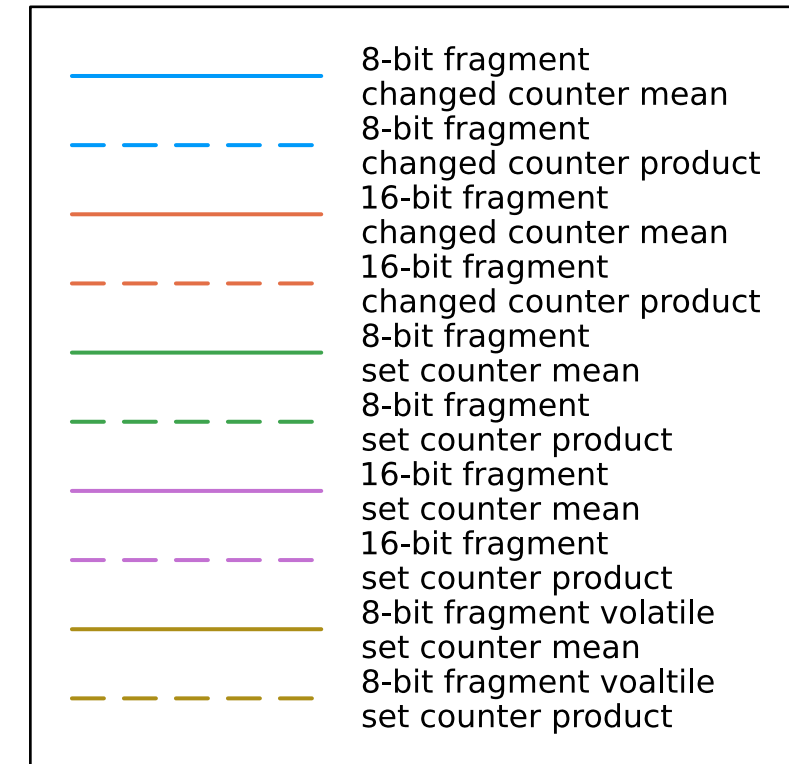 8-bit fragment
changed counter mean
8-bit fragment
changed counter product
16-bit fragment
changed counter mean
16-bit fragment
changed counter product
8-bit fragment
set counter mean
8-bit fragment
set counter product
16-bit fragment
set counter mean
16-bit fragment
set counter product
8-bit fragment volatile
set counter mean
8-bit fragment voaltile
set counter product